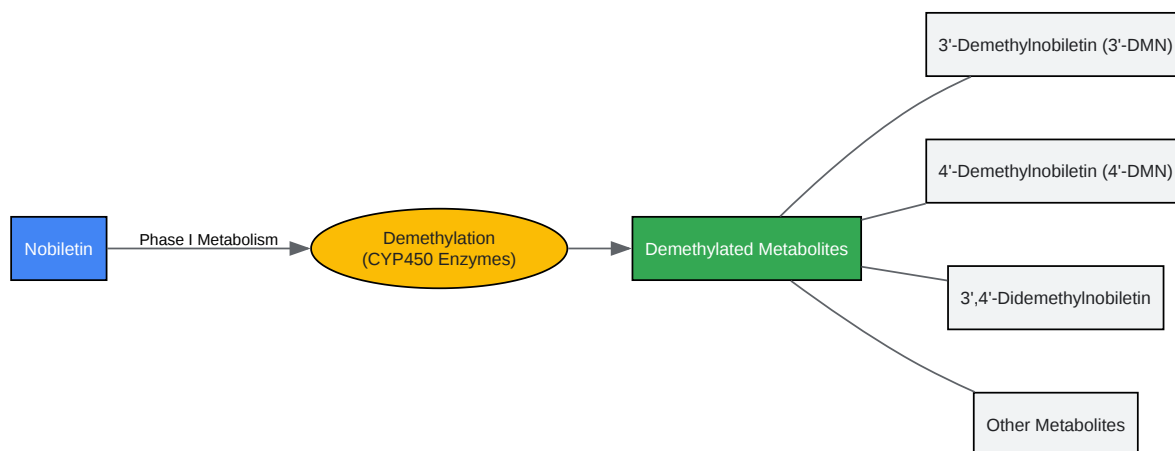 3'-Demethylnobiletin (3'-DMN)
4'-Demethylnobiletin (4'-DMN)
Nobiletin
Phase I Metabolism
Demethylation
(CYP450 Enzymes)
Demethylated Metabolites
3',4'-Didemethylnobiletin
Other Metabolites